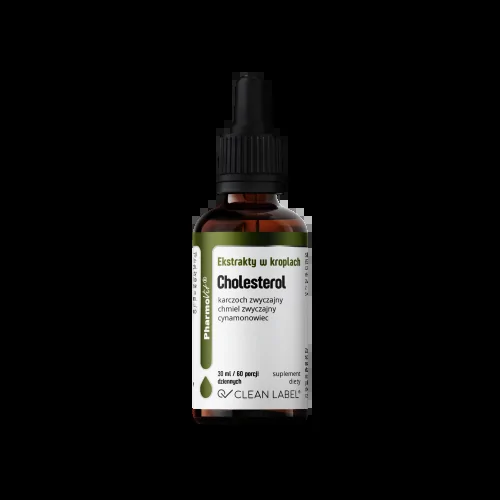 Ekstrakty w kroplach
Cholesterol
karczoch zwyczajny
chmiel zwyczajny
cynamonowiec
PharmoVit®
30 ml / 60 porcji
dziennych
suplement
diety
CLEAN LABEL®